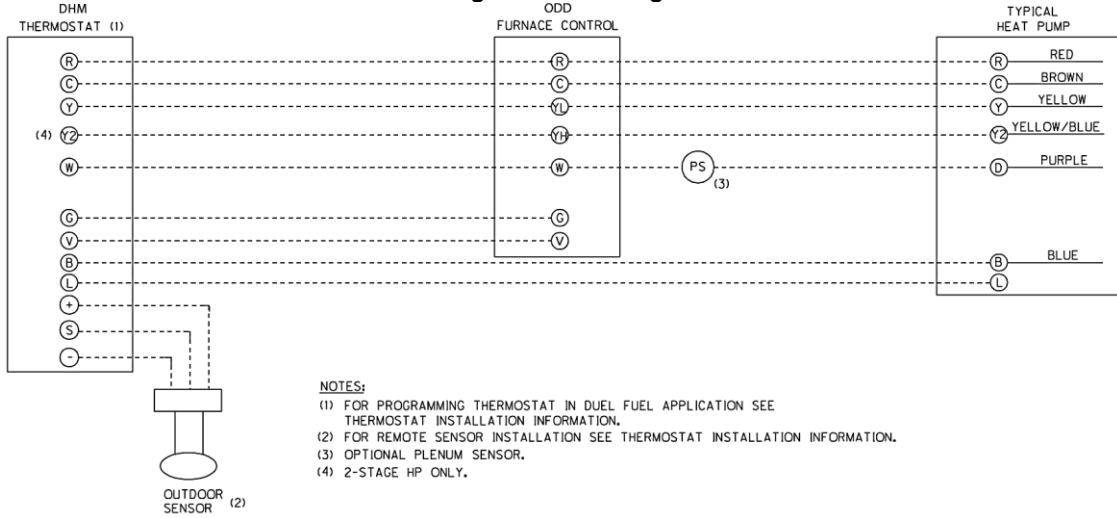 DHM
THERMOSTAT (1)
ODD
FURNACE CONTROL
TYPICAL
HEAT PUMP
R R R RED
C C C BROWN
Y YL Y YELLOW
(4) Y2 YH Y2 YELLOW/BLUE
W W PS (3) D PURPLE
G G
V V
B B BLUE
L L
+
S
-
OUTDOOR
SENSOR (2)
NOTES:
(1) FOR PROGRAMMING THERMOSTAT IN DUEL FUEL APPLICATION SEE
THERMOSTAT INSTALLATION INFORMATION.
(2) FOR REMOTE SENSOR INSTALLATION SEE THERMOSTAT INSTALLATION INFORMATION.
(3) OPTIONAL PLENUM SENSOR.
(4) 2-STAGE HP ONLY.